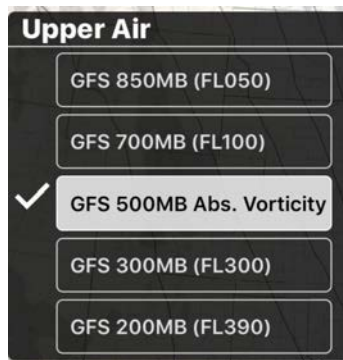 Upper Air
GFS 850MB (FL050)
GFS 700MB (FL100)
GFS 500MB Abs. Vorticity
GFS 300MB (FL300)
GFS 200MB (FL390)